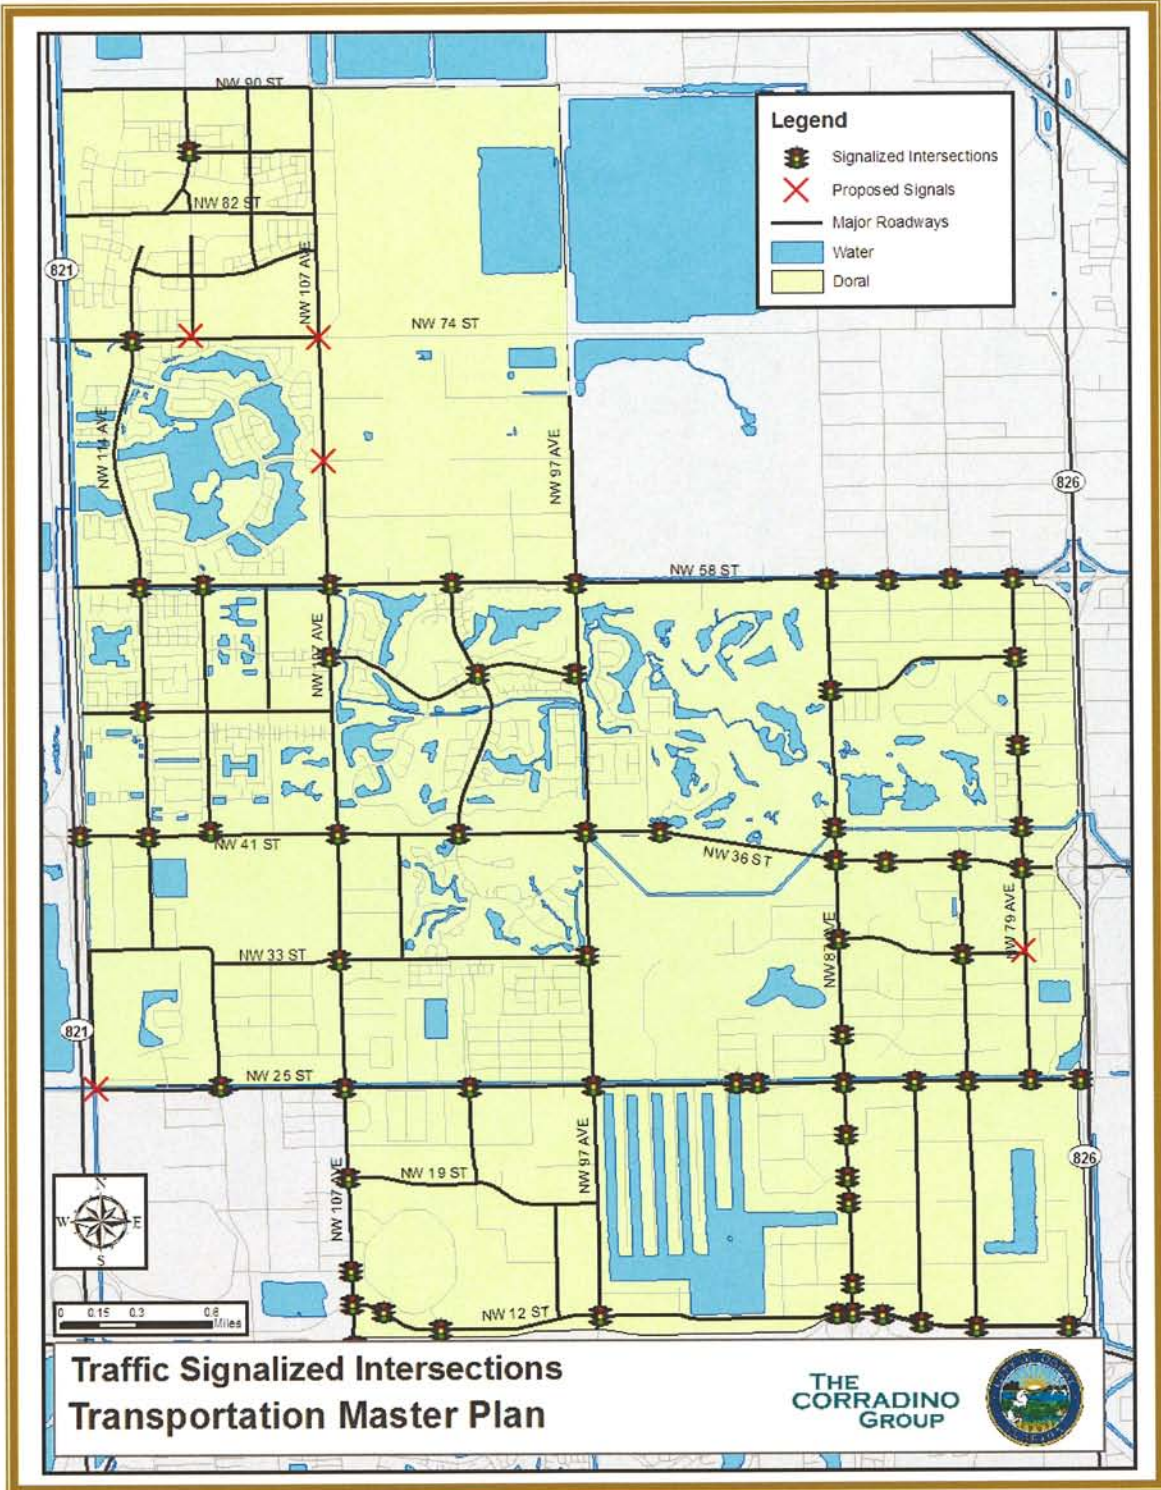 NW 90 ST
Legend
Signalized Intersections
Proposed Signals
Major Roadways
Water
Doral
NW 82 ST
821
NW 107 AVE
NW 74 ST
NW 114 AVE
NW 97 AVE
826
NW 58 ST
NW 107 AVE
NW 41 ST
NW 36 ST
NW 79 AVE
NW 87 AVE
NW 33 ST
821
NW 25 ST
NW 97 AVE
826
NW 19 ST
NW 107 AVE
N
W E
S
NW 12 ST
0 0.15 0.3 0.6
Miles
Traffic Signalized Intersections
Transportation Master Plan
THE
CORRADINO
GROUP